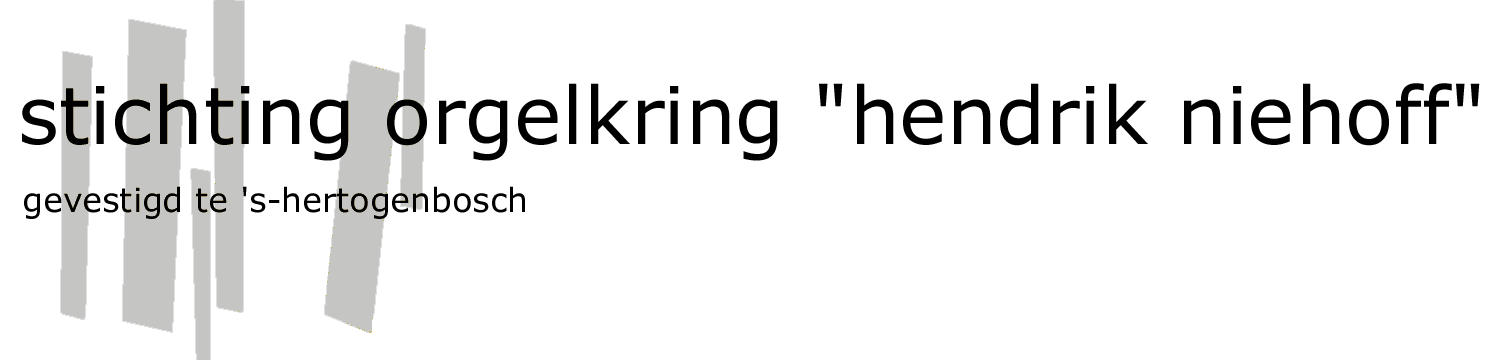 stichting orgelkring "hendrik niehoff"
gevestigd te 's-hertogenbosch